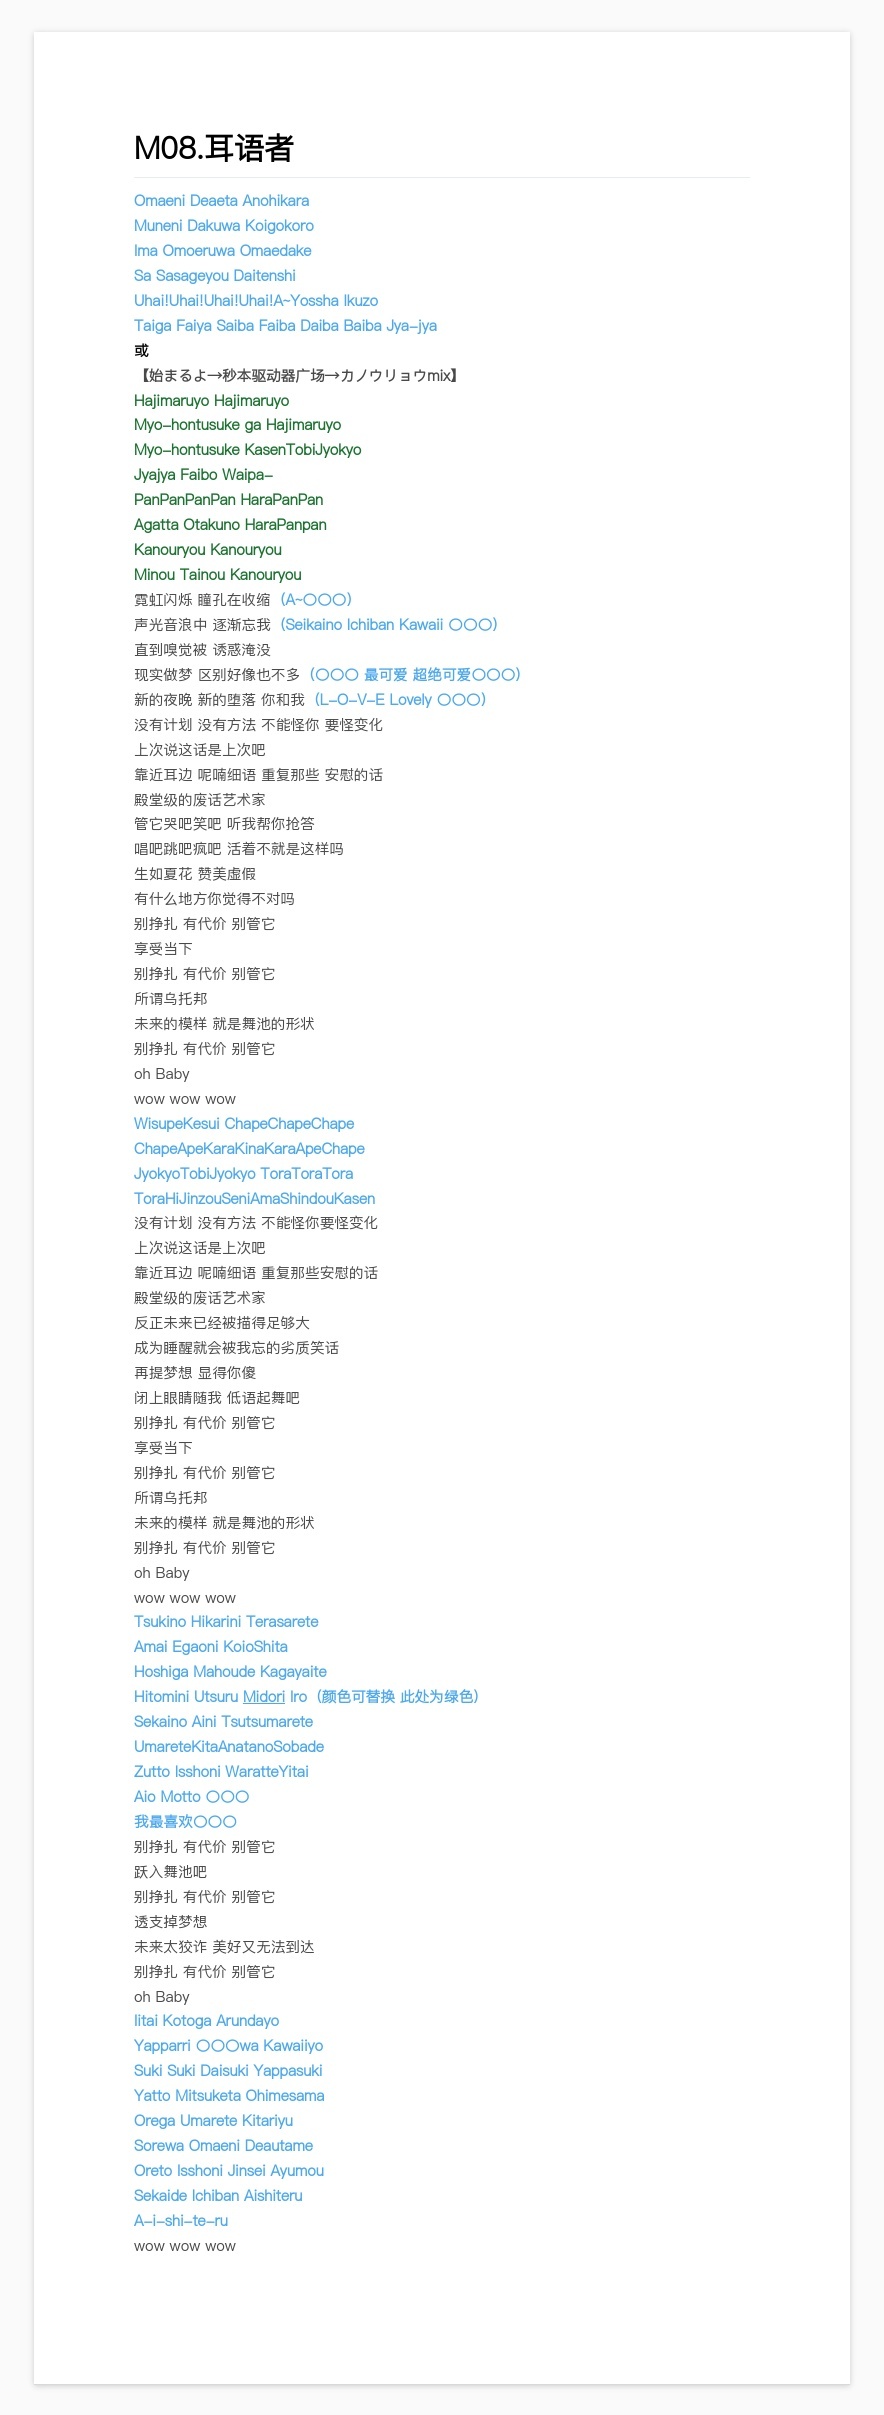 M08.耳语者
Omaeni Deaeta Anohikara
Muneni Dakuwa Koigokoro
Ima Omoeruwa Omaedake
Sa Sasageyou Daitenshi
Uhai!Uhai!Uhai!Uhai!A~Yossha Ikuzo
Taiga Faiya Saiba Faiba Daiba Baiba Jya-jya
或
【始まるよ→秒本驱动器广场→カノウリョウmix】
Hajimaruyo Hajimaruyo
Myo-hontusuke ga Hajimaruyo
Myo-hontusuke KasenTobiJyokyo
Jyajya Faibo Waipa-
PanPanPanPan HaraPanPan
Agatta Otakuno HaraPanpan
Kanouryou Kanouryou
Minou Tainou Kanouryou
霓虹闪烁 瞳孔在收缩（A~〇〇〇）
声光音浪中 逐渐忘我（Seikaino Ichiban Kawaii 〇〇〇）
直到嗅觉被 诱惑淹没
现实做梦 区别好像也不多（〇〇〇 最可爱 超绝可爱〇〇〇）
新的夜晚 新的堕落 你和我（L-O-V-E Lovely 〇〇〇）
没有计划 没有方法 不能怪你 要怪变化
上次说这话是上次吧
靠近耳边 呢喃细语 重复那些 安慰的话
殿堂级的废话艺术家
管它哭吧笑吧 听我帮你抢答
唱吧跳吧疯吧 活着不就是这样吗
生如夏花 赞美虚假
有什么地方你觉得不对吗
别挣扎 有代价 别管它
享受当下
别挣扎 有代价 别管它
所谓乌托邦
未来的模样 就是舞池的形状
别挣扎 有代价 别管它
oh Baby
wow wow wow
WisupeKesui ChapeChapeChape
ChapeApeKaraKinaKaraApeChape
JyokyoTobiJyokyo ToraToraTora
ToraHiJinzouSeniAmaShindouKasen
没有计划 没有方法 不能怪你要怪变化
上次说这话是上次吧
靠近耳边 呢喃细语 重复那些安慰的话
殿堂级的废话艺术家
反正未来已经被描得足够大
成为睡醒就会被我忘的劣质笑话
再提梦想 显得你傻
闭上眼睛随我 低语起舞吧
别挣扎 有代价 别管它
享受当下
别挣扎 有代价 别管它
所谓乌托邦
未来的模样 就是舞池的形状
别挣扎 有代价 别管它
oh Baby
wow wow wow
Tsukino Hikarini Terasarete
Amai Egaoni KoioShita
Hoshiga Mahoude Kagayaite
Hitomini Utsuru Midori Iro（颜色可替换 此处为绿色）
Sekaino Aini Tsutsumarete
UmareteKitaAnatanoSobade
Zutto Isshoni WaratteYitai
Aio Motto 〇〇〇
我最喜欢〇〇〇
别挣扎 有代价 别管它
跃入舞池吧
别挣扎 有代价 别管它
透支掉梦想
未来太狡诈 美好又无法到达
别挣扎 有代价 别管它
oh Baby
Iitai Kotoga Arundayo
Yapparri 〇〇〇wa Kawaiiyo
Suki Suki Daisuki Yappasuki
Yatto Mitsuketa Ohimesama
Orega Umarete Kitariyu
Sorewa Omaeni Deautame
Oreto Isshoni Jinsei Ayumou
Sekaide Ichiban Aishiteru
A-i-shi-te-ru
wow wow wow